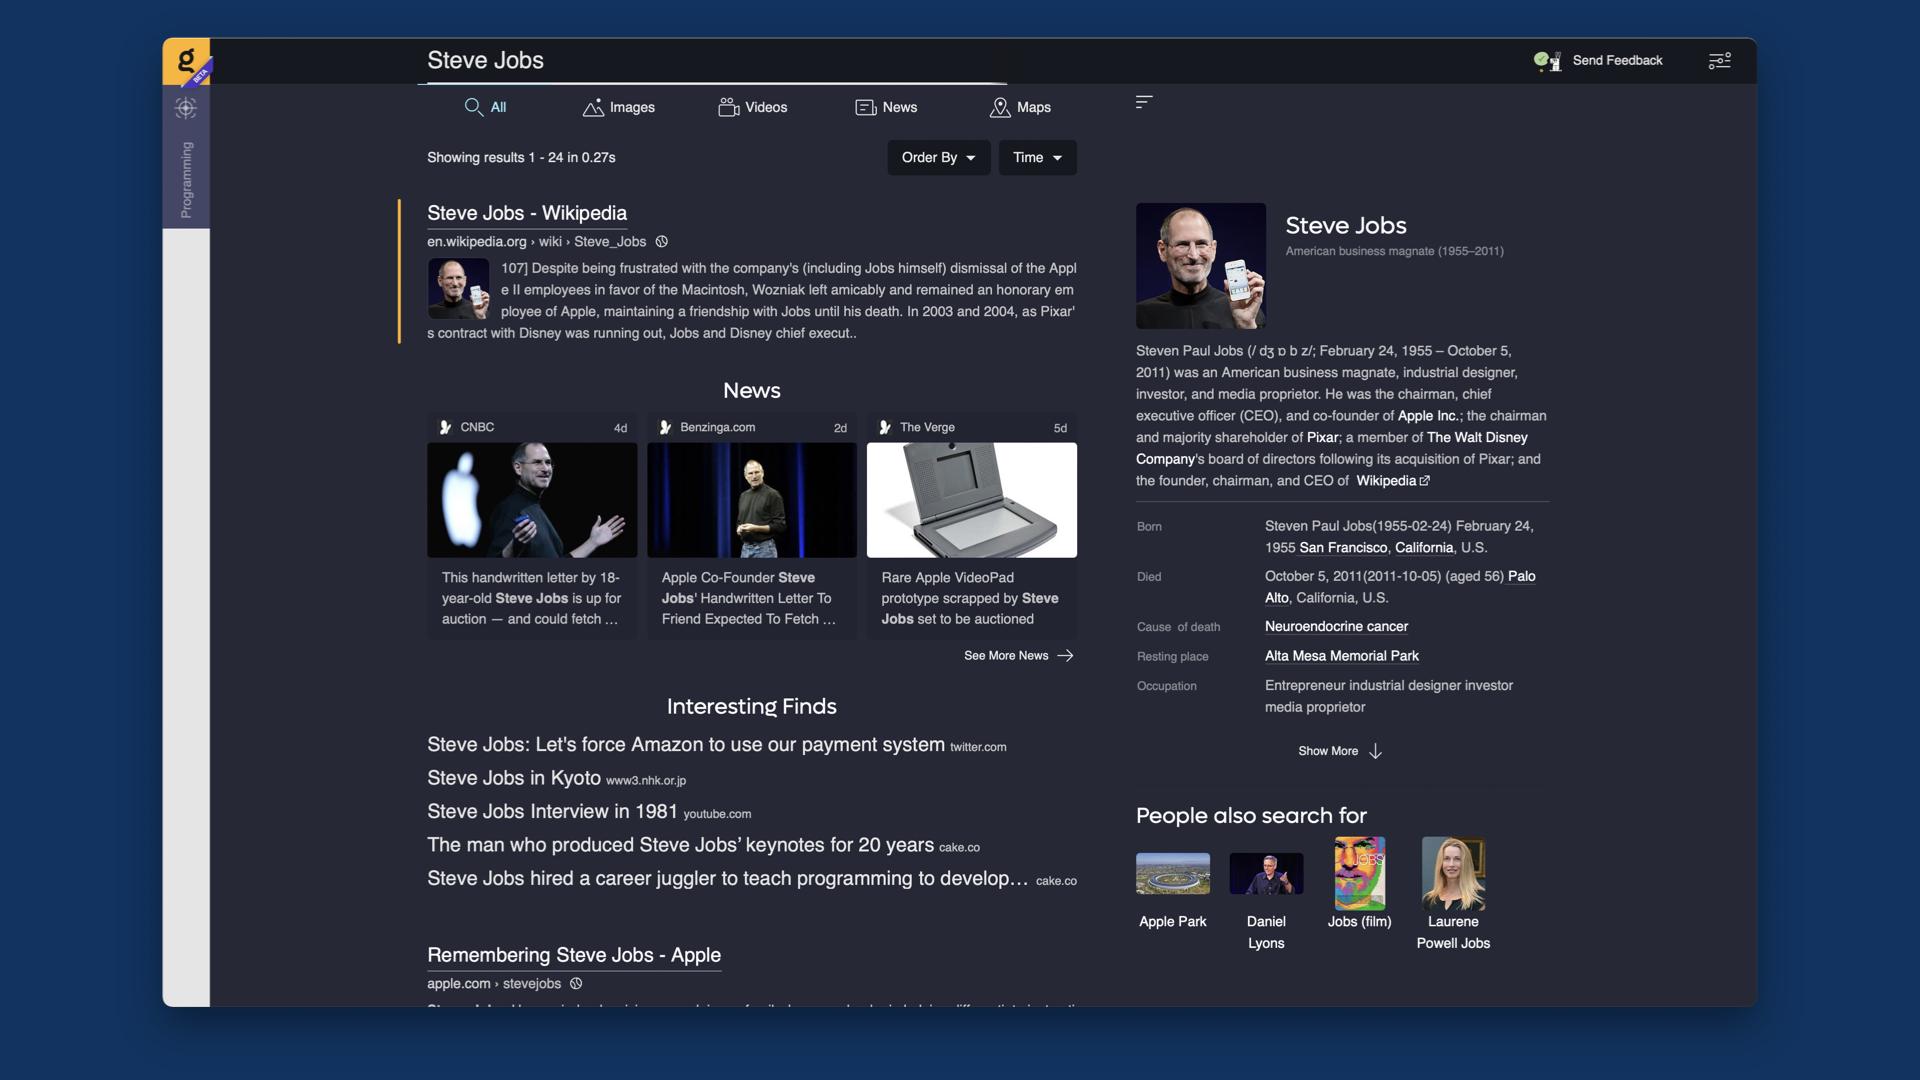 g
BETA
Programming
Steve Jobs
Send Feedback
All
Images
Videos
News
Maps
Showing results 1 - 24 in 0.27s
Order By
Time
Steve Jobs - Wikipedia
en.wikipedia.org › wiki › Steve_Jobs
107] Despite being frustrated with the company's (including Jobs himself) dismissal of the Appl
e II employees in favor of the Macintosh, Wozniak left amicably and remained an honorary em
ployee of Apple, maintaining a friendship with Jobs until his death. In 2003 and 2004, as Pixar'
s contract with Disney was running out, Jobs and Disney chief execut..
News
CNBC
4d
This handwritten letter by 18-
year-old Steve Jobs is up for
auction — and could fetch ...
Benzinga.com
2d
Apple Co-Founder Steve
Jobs' Handwritten Letter To
Friend Expected To Fetch ...
The Verge
5d
Rare Apple VideoPad
prototype scrapped by Steve
Jobs set to be auctioned
See More News
Interesting Finds
Steve Jobs: Let's force Amazon to use our payment system twitter.com
Steve Jobs in Kyoto www3.nhk.or.jp
Steve Jobs Interview in 1981 youtube.com
The man who produced Steve Jobs’ keynotes for 20 years cake.co
Steve Jobs hired a career juggler to teach programming to develop... cake.co
Remembering Steve Jobs - Apple
apple.com › stevejobs
Steve Jobs
American business magnate (1955–2011)
Steven Paul Jobs (/ dʒ ɒ b z/; February 24, 1955 – October 5,
2011) was an American business magnate, industrial designer,
investor, and media proprietor. He was the chairman, chief
executive officer (CEO), and co-founder of Apple Inc.; the chairman
and majority shareholder of Pixar; a member of The Walt Disney
Company's board of directors following its acquisition of Pixar; and
the founder, chairman, and CEO of Wikipedia
Born
Steven Paul Jobs(1955-02-24) February 24,
1955 San Francisco, California, U.S.
Died
October 5, 2011(2011-10-05) (aged 56) Palo
Alto, California, U.S.
Cause of death
Neuroendocrine cancer
Resting place
Alta Mesa Memorial Park
Occupation
Entrepreneur industrial designer investor
media proprietor
Show More
People also search for
JOBS
Apple Park
Daniel
Lyons
Jobs (film)
Laurene
Powell Jobs